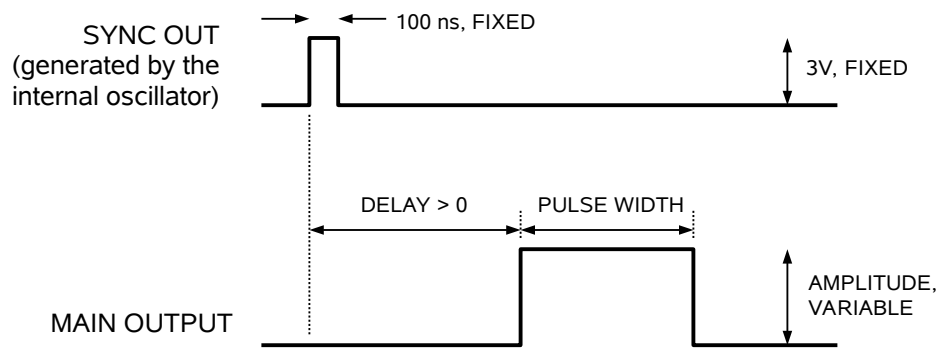 100 ns, FIXED
SYNC OUT
(generated by the
internal oscillator)
3V, FIXED
DELAY > 0
PULSE WIDTH
AMPLITUDE,
VARIABLE
MAIN OUTPUT